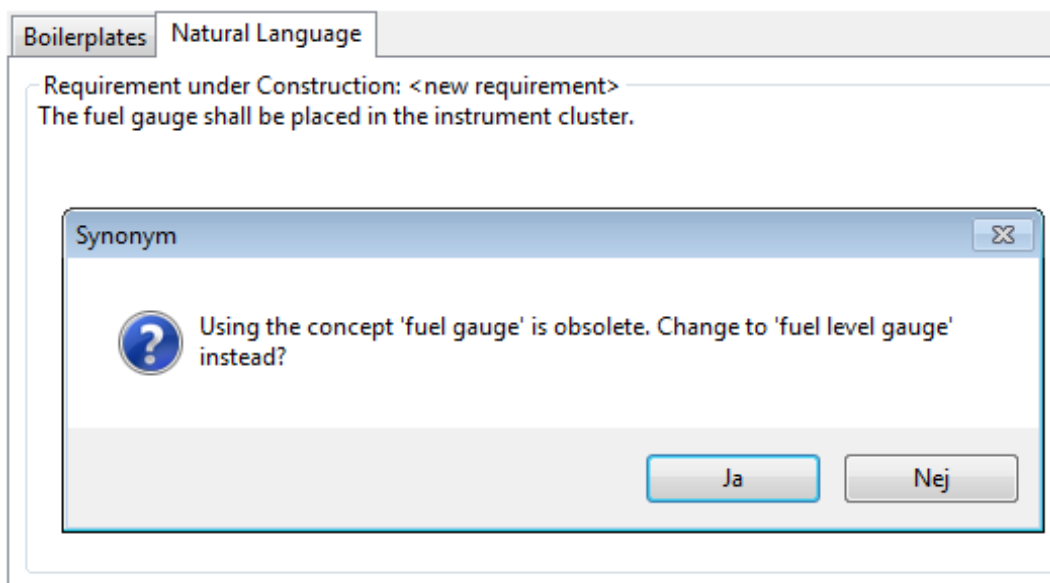 Boilerplates
Natural Language
Requirement under Construction: <new requirement>
The fuel gauge shall be placed in the instrument cluster.
Synonym
Using the concept 'fuel gauge' is obsolete. Change to 'fuel level gauge'
instead?
Ja
Nej